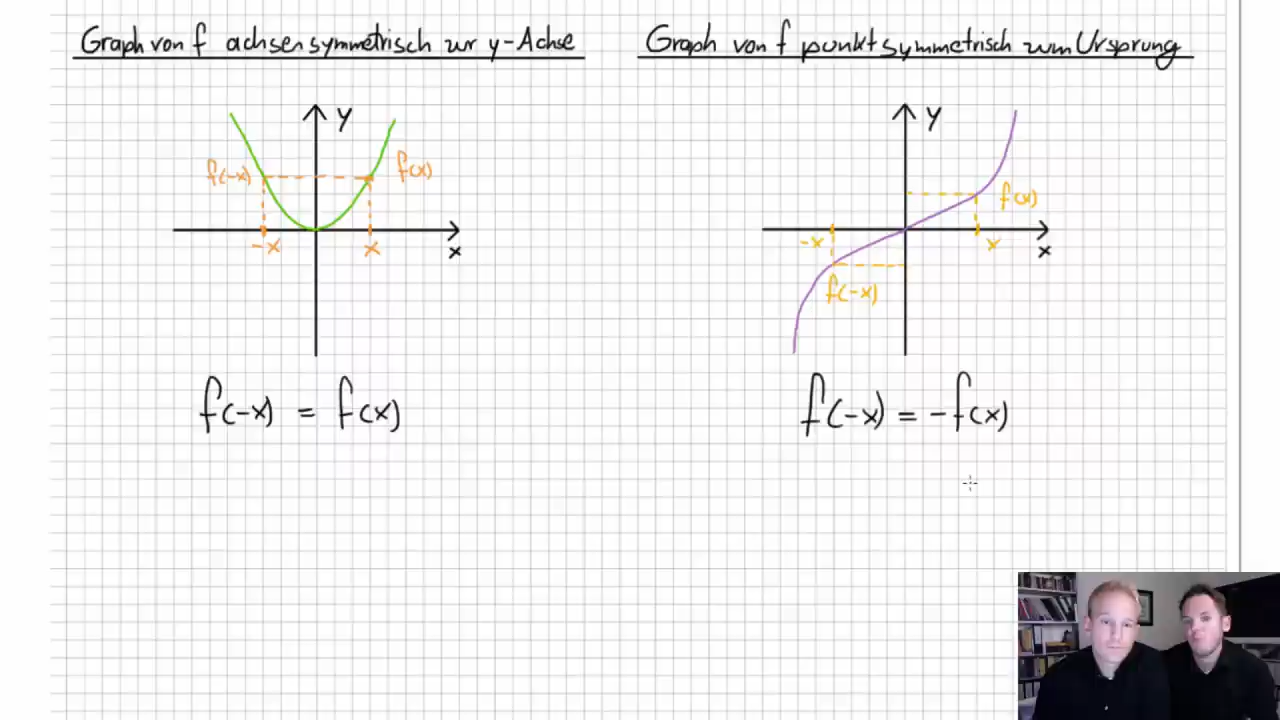 Graph von f achsensymmetrisch zur y-Achse
y
f(-x)
f(x)
-x
x
x
f(-x) = f(x)
Graph von f punktsymmetrisch zum Ursprung
y
f(x)
-x
x
x
f(-x)
f(-x) = -f(x)